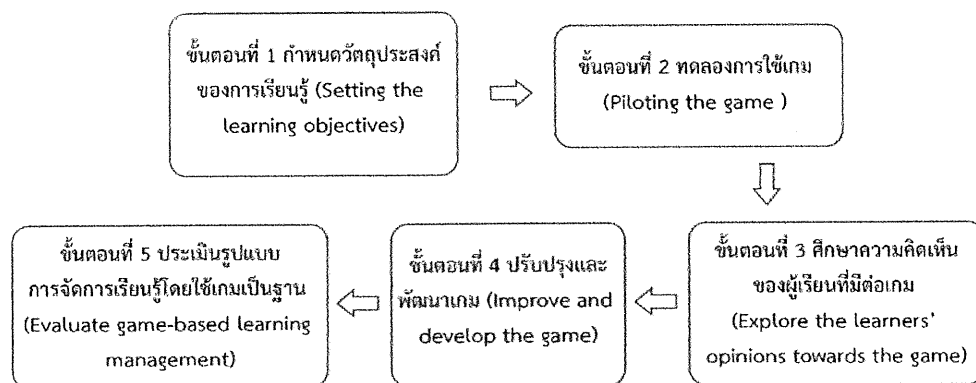 ขั้นตอนที่ 1 กำหนดวัตถุประสงค์
ของการเรียนรู้ (Setting the
learning objectives)
ขั้นตอนที่ 2 ทดลองการใช้เกม
(Piloting the game )
ขั้นตอนที่ 3 ศึกษาความคิดเห็น
ของผู้เรียนที่มีต่อเกม
(Explore the learners'
opinions towards the game)
ขั้นตอนที่ 4 ปรับปรุงและ
พัฒนาเกม (Improve and
develop the game)
ขั้นตอนที่ 5 ประเมินรูปแบบ
การจัดการเรียนรู้โดยใช้เกมเป็นฐาน
(Evaluate game-based learning
management)